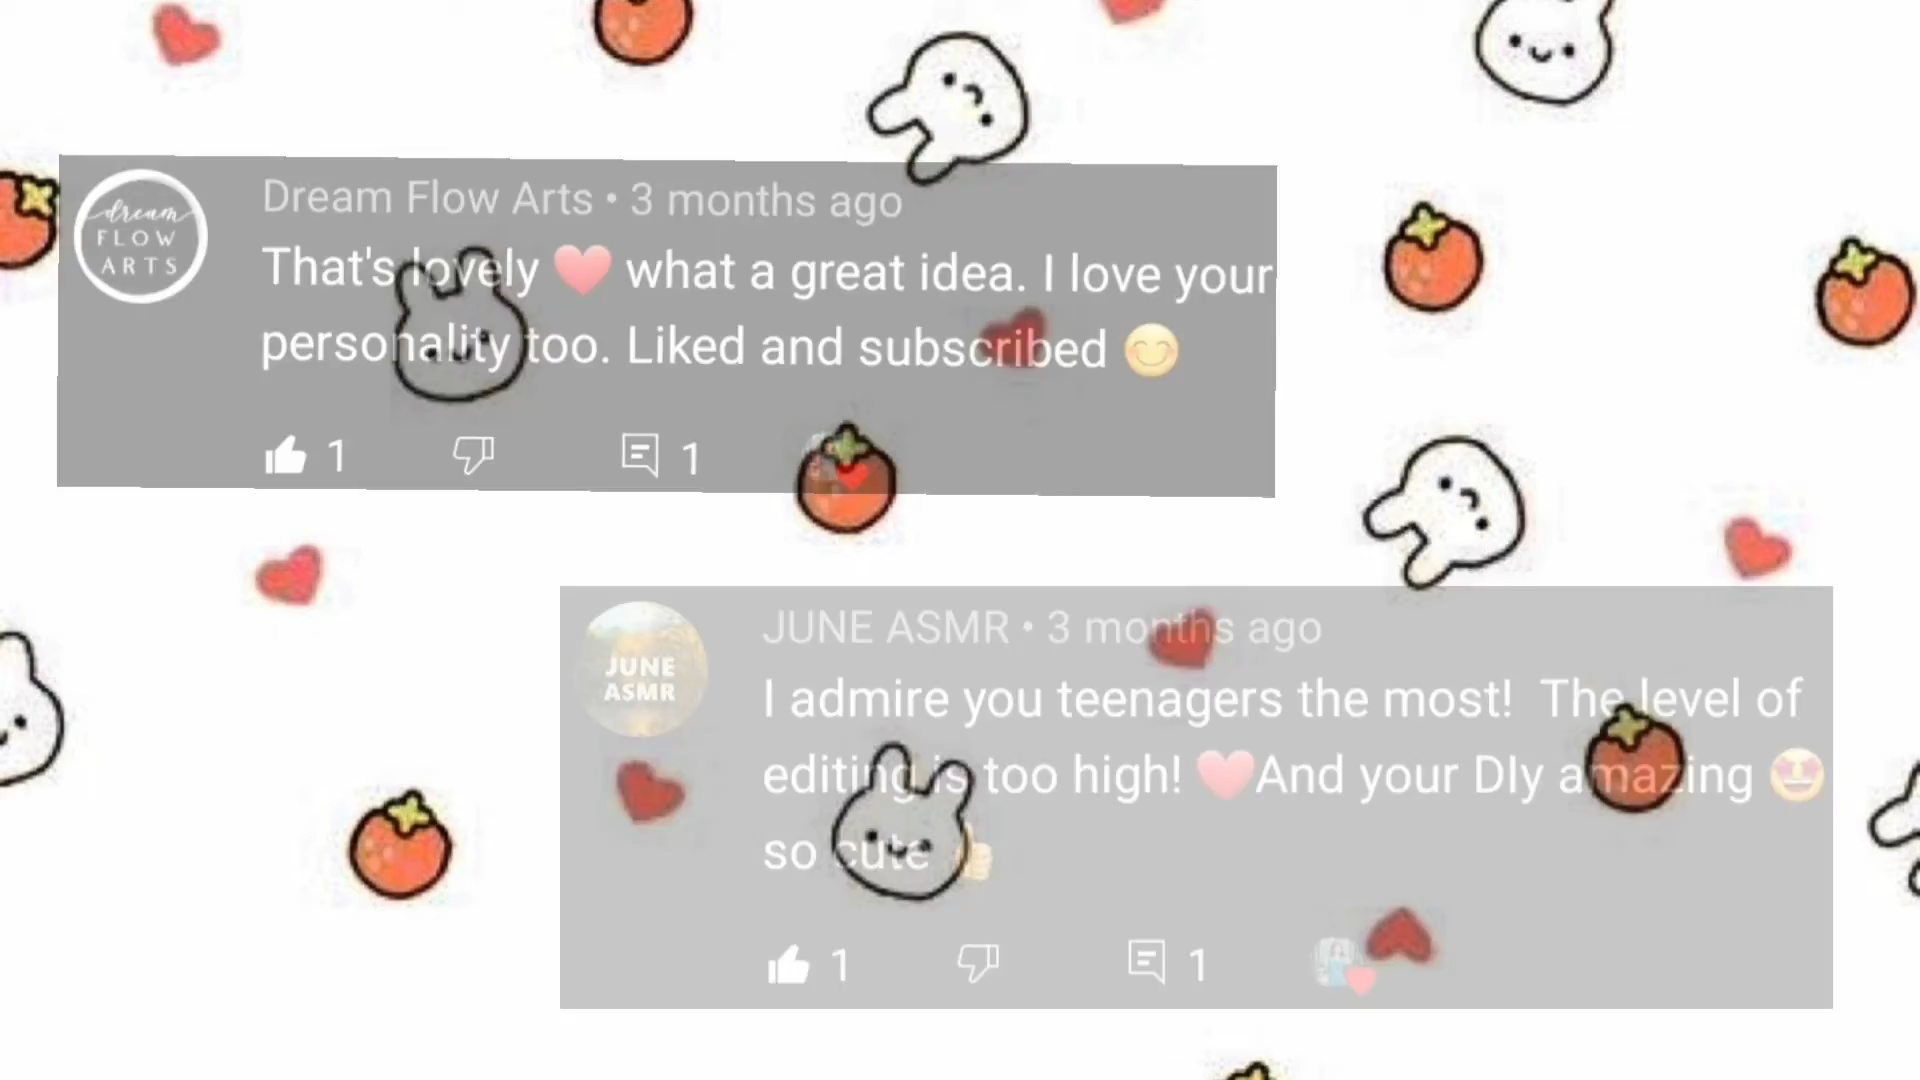 dream
FLOW
ARTS
Dream Flow Arts • 3 months ago
That's lovely ❤️ what a great idea. I love your
personality too. Liked and subscribed 😊
1
1
JUNE
ASMR
JUNE ASMR • 3 months ago
I admire you teenagers the most!  The level of
editing is too high! ❤️And your DIy amazing 🤩
so cute 👍
1
1